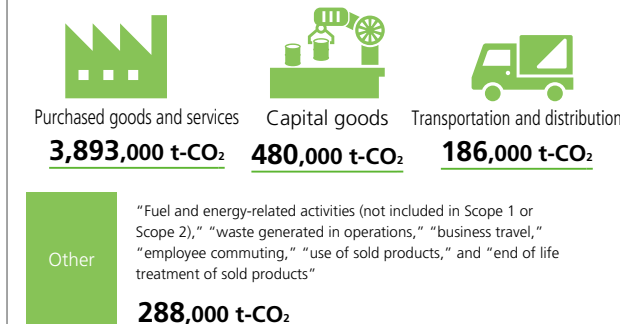 Purchased goods and services
3,893,000 t-CO₂
Capital goods
480,000 t-CO₂
Transportation and distribution
186,000 t-CO₂
Other
“Fuel and energy-related activities (not included in Scope 1 or
Scope 2),” “waste generated in operations,” “business travel,”
“employee commuting,” “use of sold products,” and “end of life
treatment of sold products”
288,000 t-CO₂